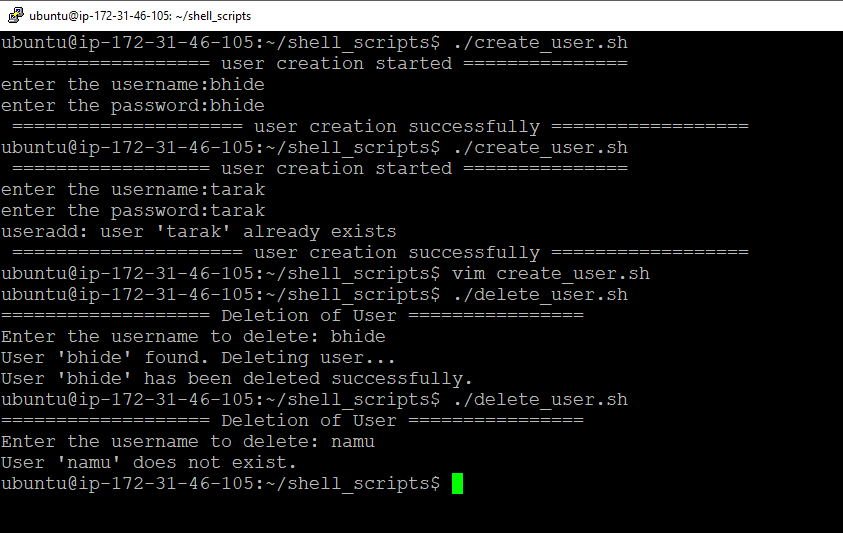 ubuntu@ip-172-31-46-105: ~/shell_scripts
ubuntu@ip-172-31-46-105:~/shell_scripts$ ./create_user.sh
================== user creation started ===============
enter the username:bhide
enter the password:bhide
===================== user creation successfully ==================
ubuntu@ip-172-31-46-105:~/shell_scripts$ ./create_user.sh
================== user creation started ===============
enter the username:tarak
enter the password:tarak
useradd: user 'tarak' already exists
===================== user creation successfully ==================
ubuntu@ip-172-31-46-105:~/shell_scripts$ vim create_user.sh
ubuntu@ip-172-31-46-105:~/shell_scripts$ ./delete_user.sh
=================== Deletion of User ================
Enter the username to delete: bhide
User 'bhide' found. Deleting user...
User 'bhide' has been deleted successfully.
ubuntu@ip-172-31-46-105:~/shell_scripts$ ./delete_user.sh
=================== Deletion of User ================
Enter the username to delete: namu
User 'namu' does not exist.
ubuntu@ip-172-31-46-105:~/shell_scripts$